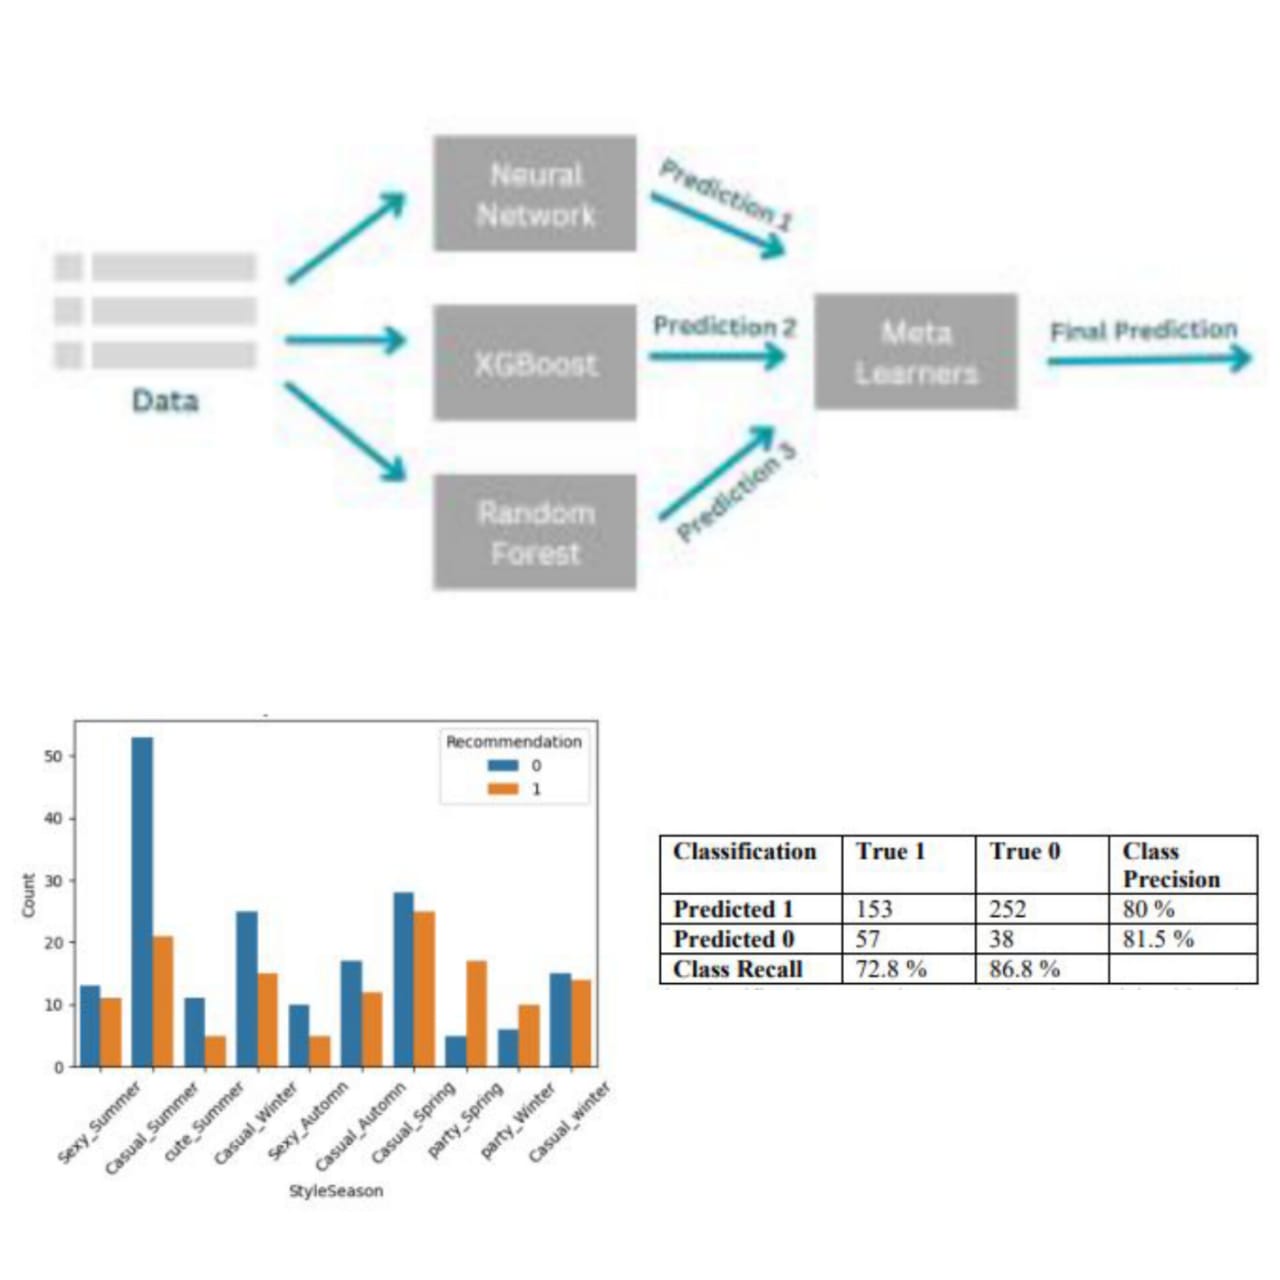 Neural
Network
Prediction 1
XGBoost
Prediction 2
Meta
Learners
Final Prediction
Data
Random
Forest
Prediction 3
Recommendation
0
1
50
40
30
20
10
0
Count
Sexy_Summer
Casual_Summer
cute_Summer
Casual_Winter
Sexy_Automn
Casual_Automn
Casual_Spring
party_Spring
party_Winter
Casual_winter
StyleSeason
Classification True 1 True 0 Class Precision
Predicted 1 153 252 80 %
Predicted 0 57 38 81.5 %
Class Recall 72.8 % 86.8 %